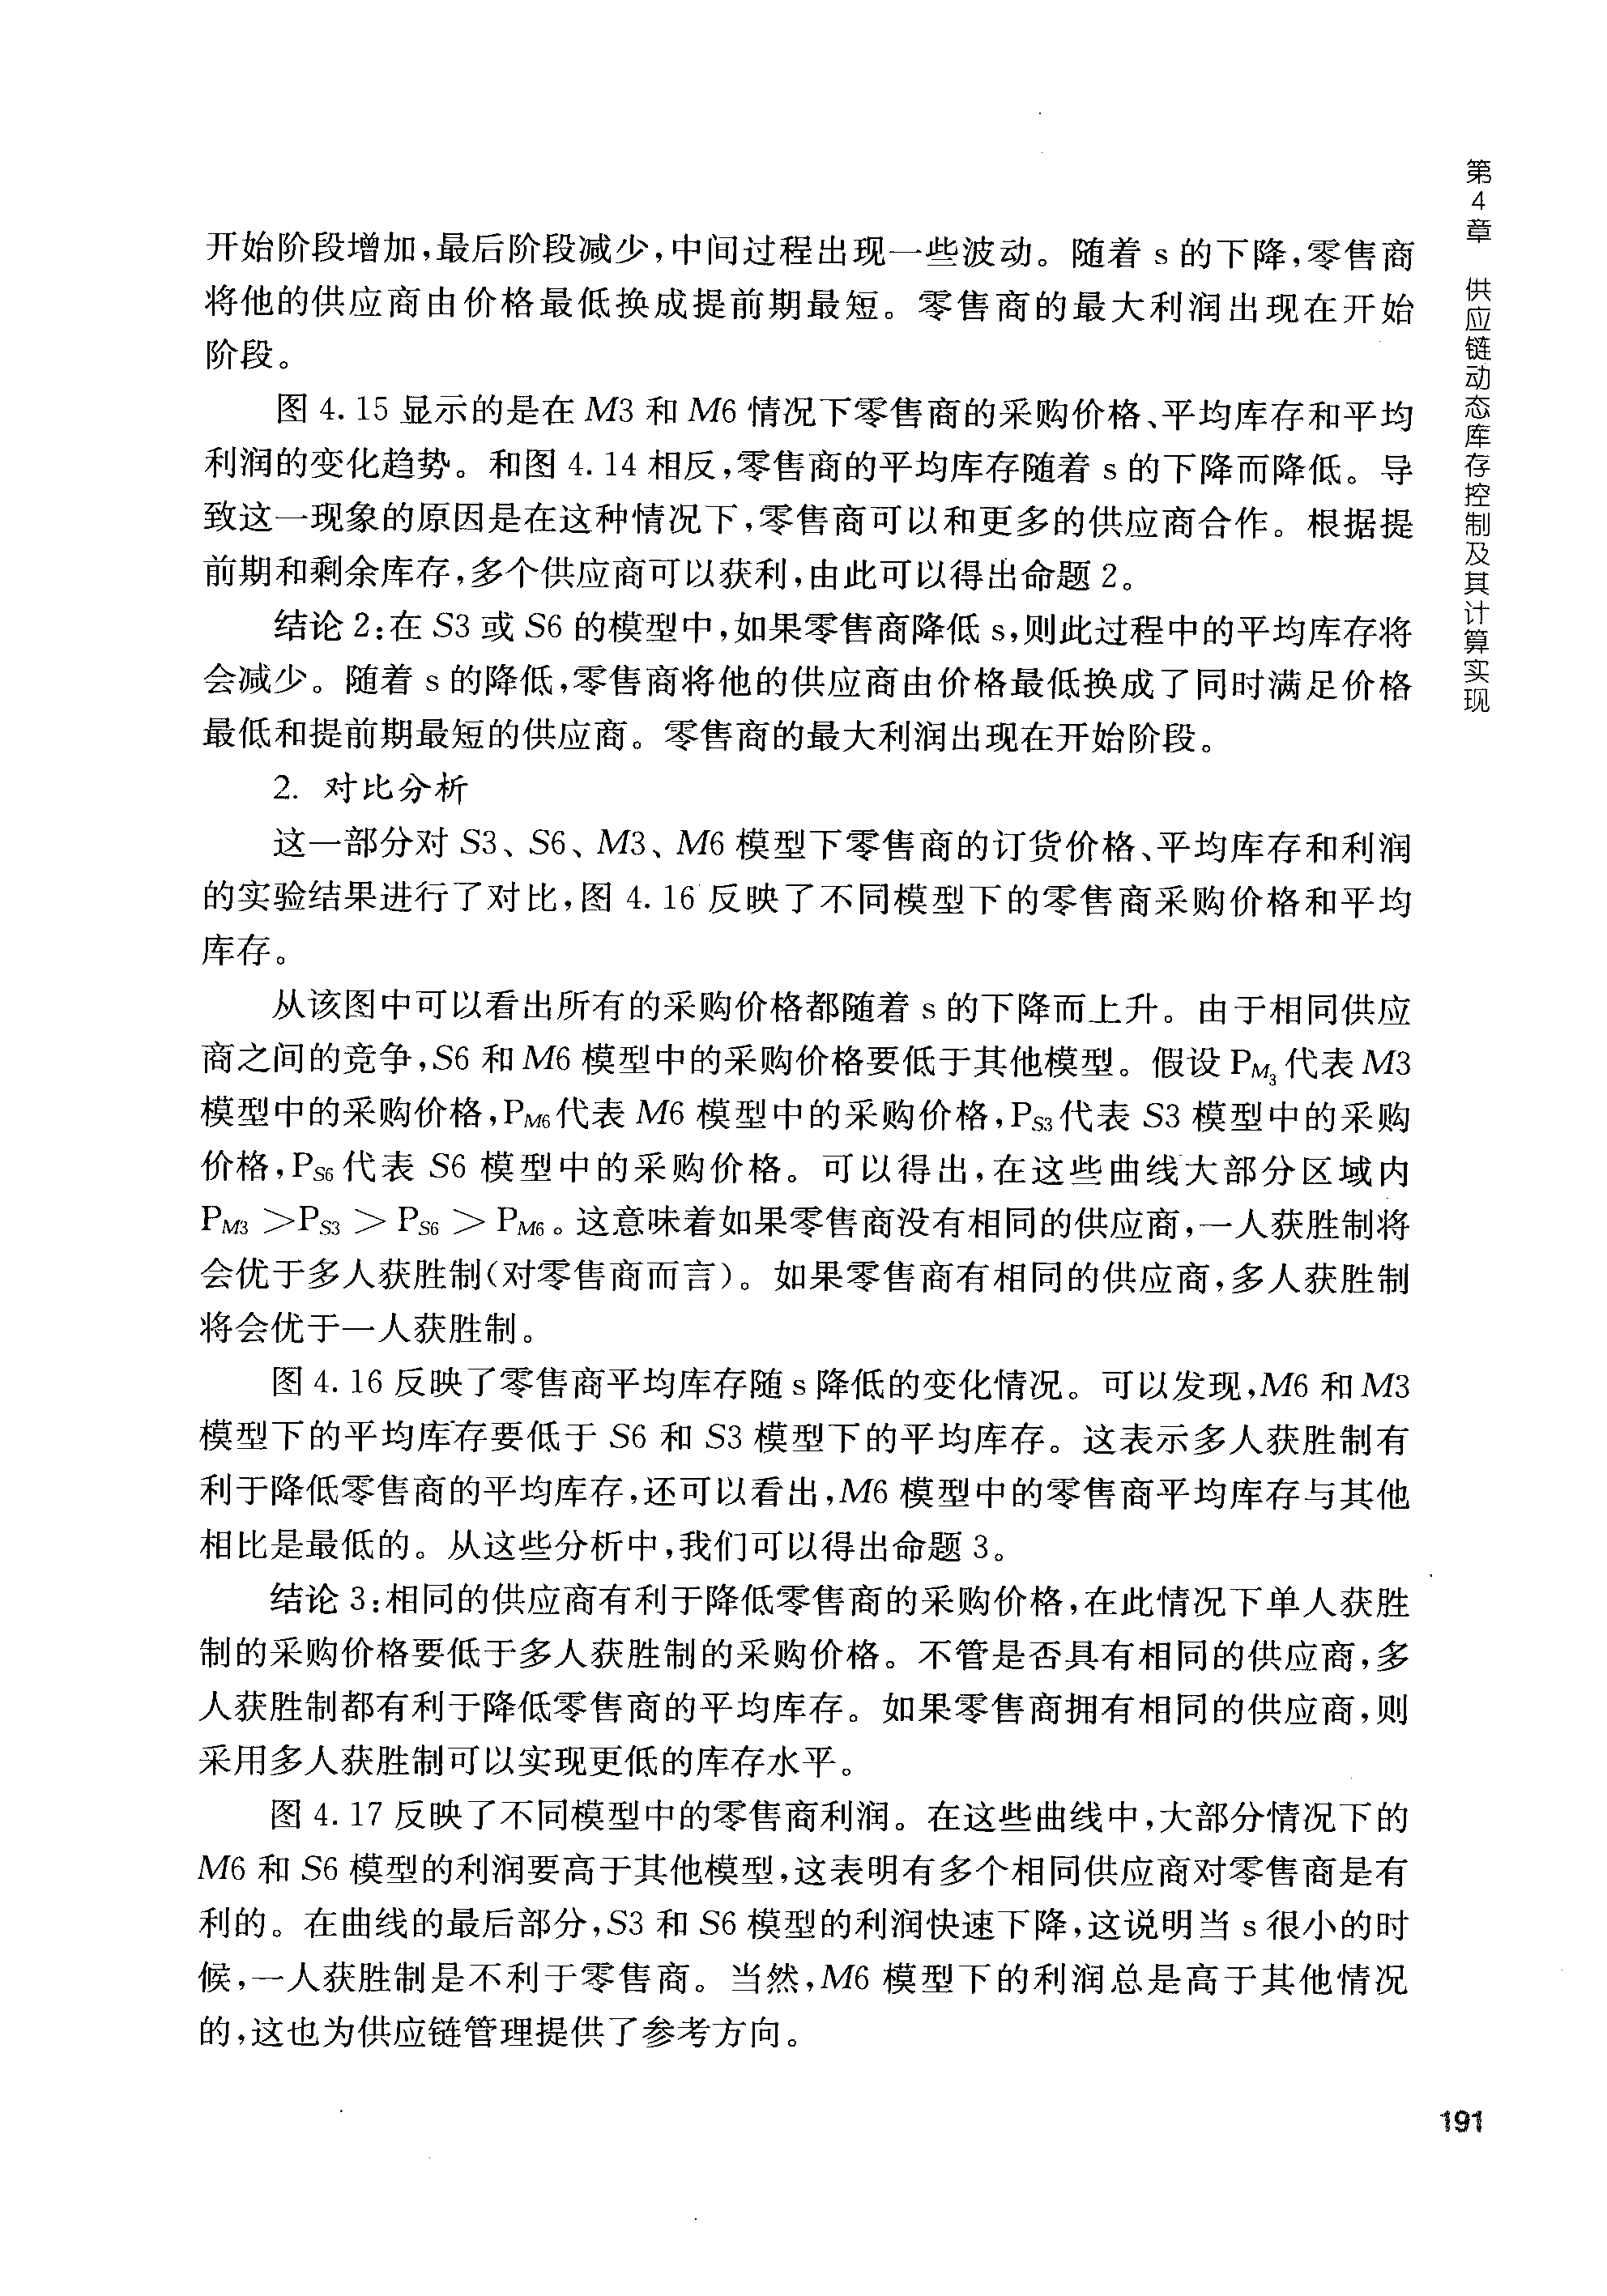 第4章 供应链动态库存控制及其计算实现
开始阶段增加,最后阶段减少,中间过程出现一些波动。随着 s 的下降,零售商
将他的供应商由价格最低换成提前期最短。零售商的最大利润出现在开始
阶段。
图 4.15 显示的是在 M3 和 M6 情况下零售商的采购价格、平均库存和平均
利润的变化趋势。和图 4.14 相反,零售商的平均库存随着 s 的下降而降低。导
致这一现象的原因是在这种情况下,零售商可以和更多的供应商合作。根据提
前期和剩余库存,多个供应商可以获利,由此可以得出命题 2。
结论 2:在 S3 或 S6 的模型中,如果零售商降低 s,则此过程中的平均库存将
会减少。随着 s 的降低,零售商将他的供应商由价格最低换成了同时满足价格
最低和提前期最短的供应商。零售商的最大利润出现在开始阶段。
2. 对比分析
这一部分对 S3、S6、M3、M6 模型下零售商的订货价格、平均库存和利润
的实验结果进行了对比,图 4.16 反映了不同模型下的零售商采购价格和平均
库存。
从该图中可以看出所有的采购价格都随着 s 的下降而上升。由于相同供应
商之间的竞争,S6 和 M6 模型中的采购价格要低于其他模型。假设 PM3 代表 M3
模型中的采购价格,PM6代表 M6 模型中的采购价格,PS3代表 S3 模型中的采购
价格,PS6代表 S6 模型中的采购价格。可以得出,在这些曲线大部分区域内
PM3 >PS3 > PS6 > PM6。这意味着如果零售商没有相同的供应商,一人获胜制将
会优于多人获胜制(对零售商而言)。如果零售商有相同的供应商,多人获胜制
将会优于一人获胜制。
图 4.16 反映了零售商平均库存随 s 降低的变化情况。可以发现,M6 和 M3
模型下的平均库存要低于 S6 和 S3 模型下的平均库存。这表示多人获胜制有
利于降低零售商的平均库存,还可以看出,M6 模型中的零售商平均库存与其他
相比是最低的。从这些分析中,我们可以得出命题 3。
结论 3:相同的供应商有利于降低零售商的采购价格,在此情况下单人获胜
制的采购价格要低于多人获胜制的采购价格。不管是否具有相同的供应商,多
人获胜制都有利于降低零售商的平均库存。如果零售商拥有相同的供应商,则
采用多人获胜制可以实现更低的库存水平。
图 4.17 反映了不同模型中的零售商利润。在这些曲线中,大部分情况下的
M6 和 S6 模型的利润要高于其他模型,这表明有多个相同供应商对零售商是有
利的。在曲线的最后部分,S3 和 S6 模型的利润快速下降,这说明当 s 很小的时
候,一人获胜制是不利于零售商。当然,M6 模型下的利润总是高于其他情况
的,这也为供应链管理提供了参考方向。
191